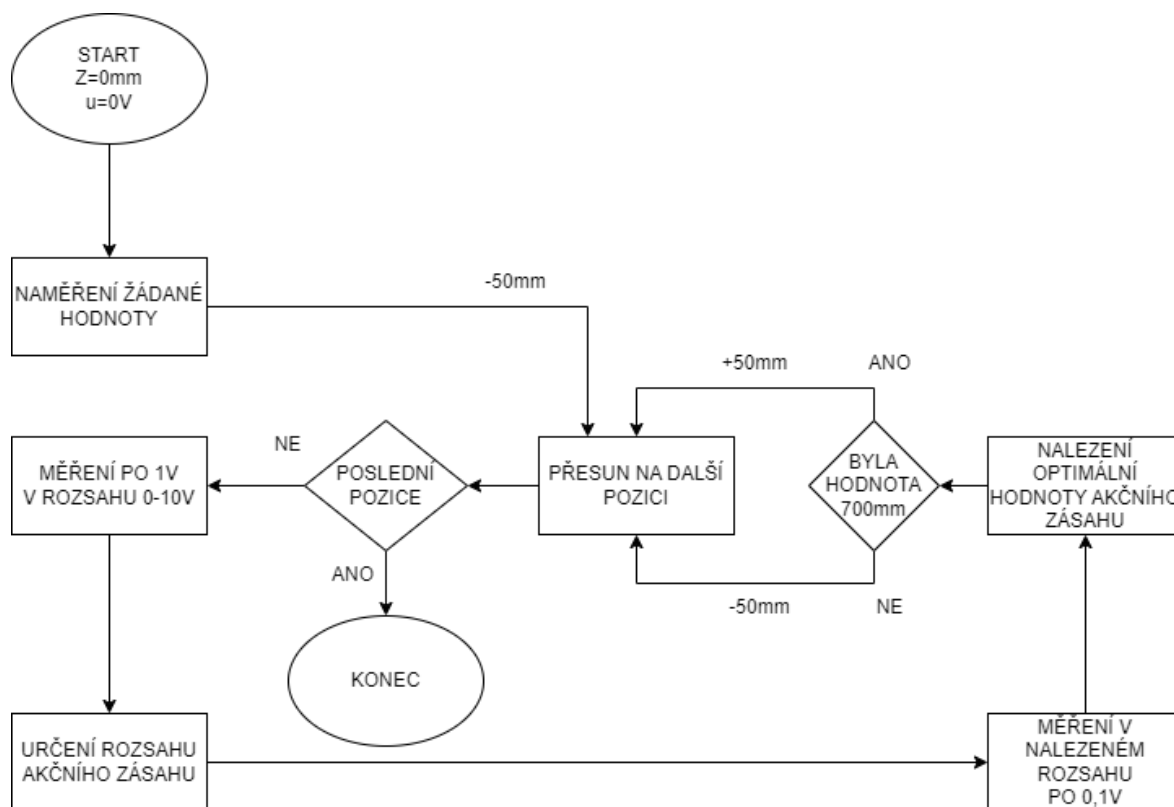 START
Z=0mm
u=0V
NAMĚŘENÍ ŽÁDANÉ
HODNOTY
-50mm
+50mm
ANO
NE
MĚŘENÍ PO 1V
V ROZSAHU 0-10V
POSLEDNÍ
POZICE
PŘESUN NA DALŠÍ
POZICI
BYLA
HODNOTA
700mm
NALEZENÍ
OPTIMÁLNÍ
HODNOTY AKČNÍHO
ZÁSAHU
ANO
-50mm
NE
KONEC
URČENÍ ROZSAHU
AKČNÍHO ZÁSAHU
MĚŘENÍ V
NALEZENÉM
ROZSAHU
PO 0,1V